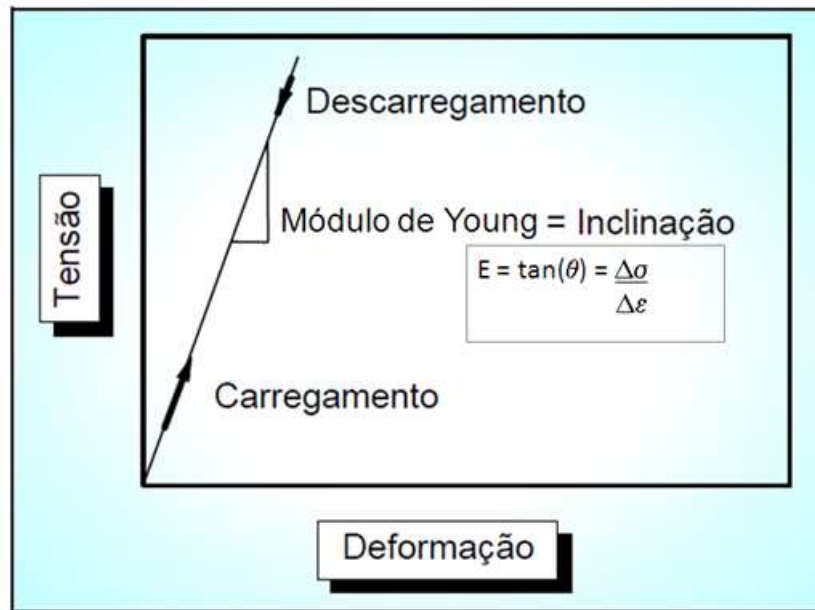 Descarregamento
Tensão
Módulo de Young = Inclinação
E = tan(θ) = Δσ
Δε
Carregamento
Deformação